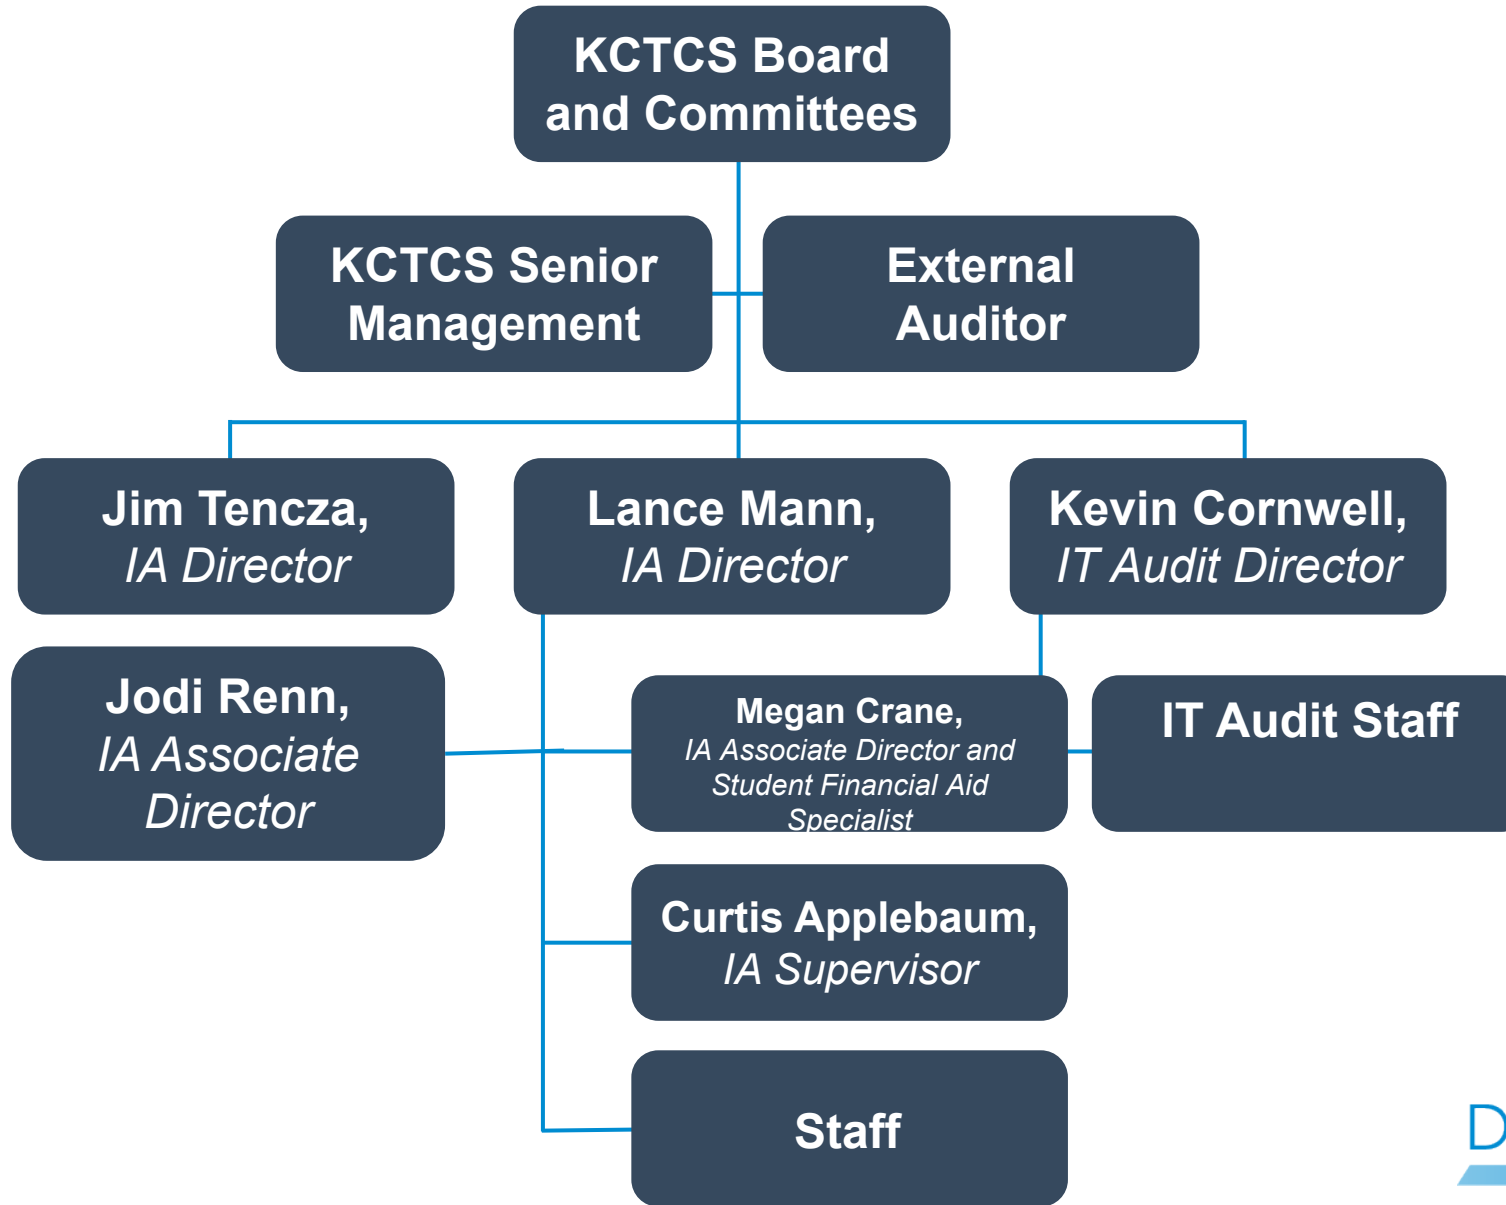 KCTCS Board
and Committees
KCTCS Senior
Management
External
Auditor
Jim Tencza,
IA Director
Lance Mann,
IA Director
Kevin Cornwell,
IT Audit Director
Jodi Renn,
IA Associate
Director
Megan Crane,
IA Associate Director and
Student Financial Aid
Specialist
IT Audit Staff
Curtis Applebaum,
IA Supervisor
Staff
D